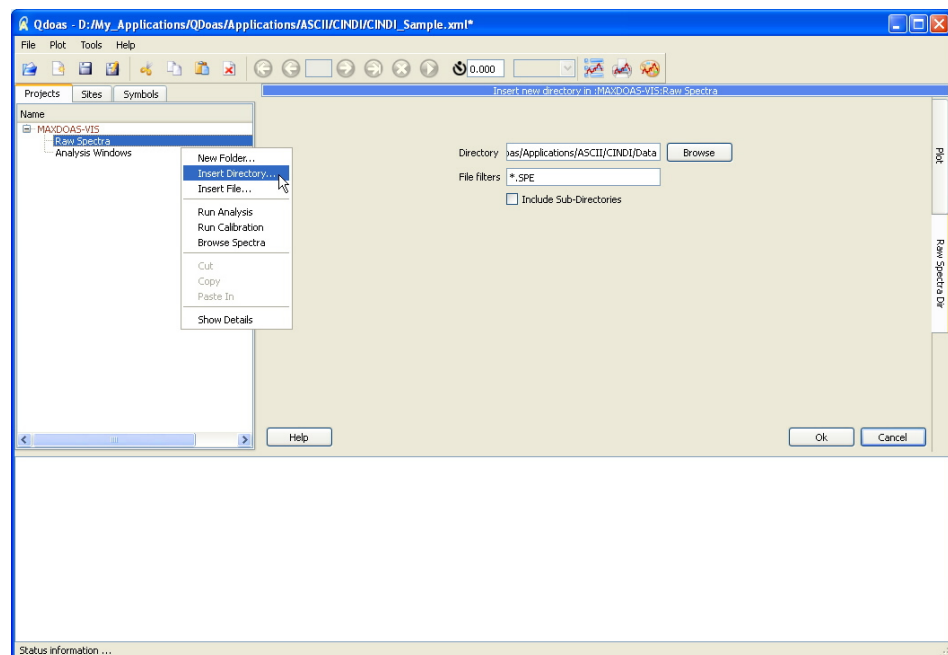 Qdoas - D:/My_Applications/QDoas/Applications/ASCII/CINDI/CINDI_Sample.xml*
File Plot Tools Help
0.000
Projects Sites Symbols
Insert new directory in :MAXDOAS-VIS:Raw Spectra
Name
MAXDOAS-VIS
Raw Spectra
Analysis Windows
New Folder...
Insert Directory...
Insert File...
Run Analysis
Run Calibration
Browse Spectra
Cut
Copy
Paste In
Show Details
Directory oas/Applications/ASCII/CINDI/Data Browse
File filters *.SPE
Include Sub-Directories
Plot
Raw Spectra Dir
Help Ok Cancel
Status information ...